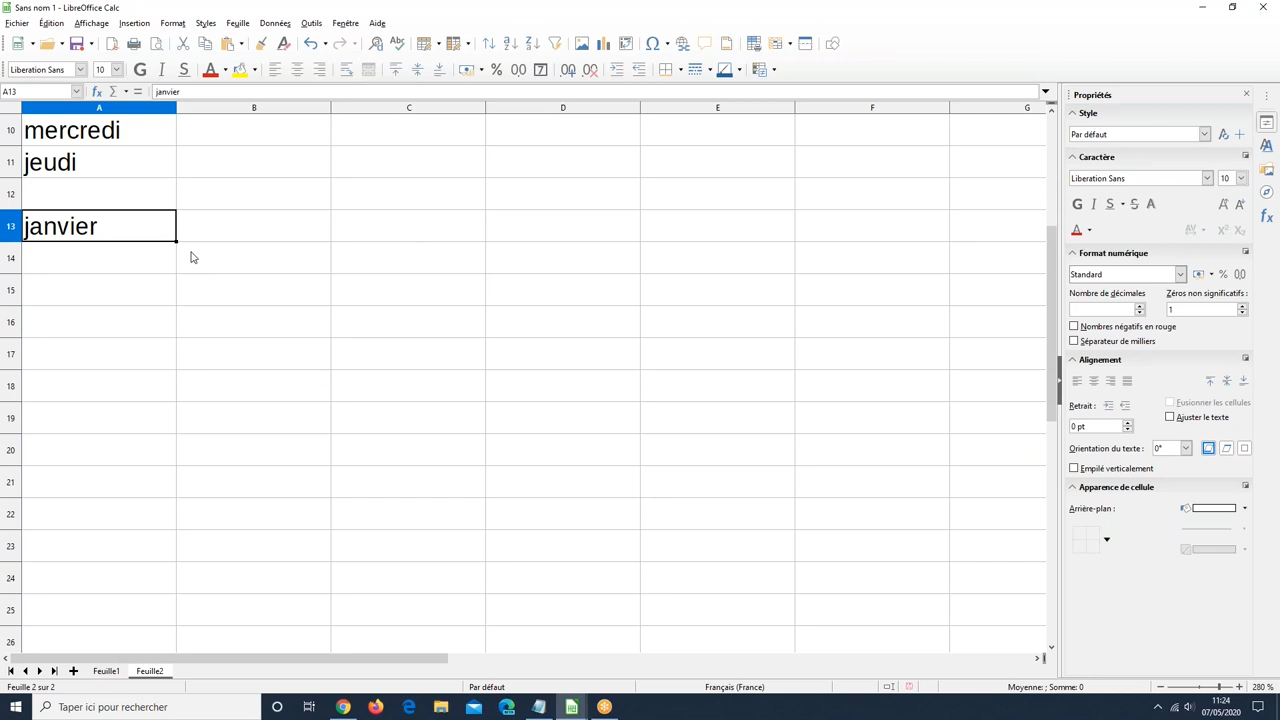 Sans nom 1 - LibreOffice Calc
Fichier Édition Affichage Insertion Format Styles Feuille Données Outils Fenêtre Aide
Liberation Sans 10 G I S
A13 janvier
A B C D E F G
10 mercredi
11 jeudi
12
13 janvier
14
15
16
17
18
19
20
21
22
23
24
25
26
Propriétés
Style
Par défaut
Caractère
Liberation Sans 10
G I S S A
Format numérique
Standard
Nombre de décimales Zéros non significatifs :
1
Nombres négatifs en rouge
Séparateur de milliers
Alignement
Retrait : Fusionner les cellules
0 pt Ajuster le texte
Orientation du texte : 0°
Empilé verticalement
Apparence de cellule
Arrière-plan :
Feuille1 Feuille2
Feuille 2 sur 2 Par défaut Français (France) Moyenne: ; Somme: 0 280 %
Taper ici pour rechercher
11:24
07/05/2020